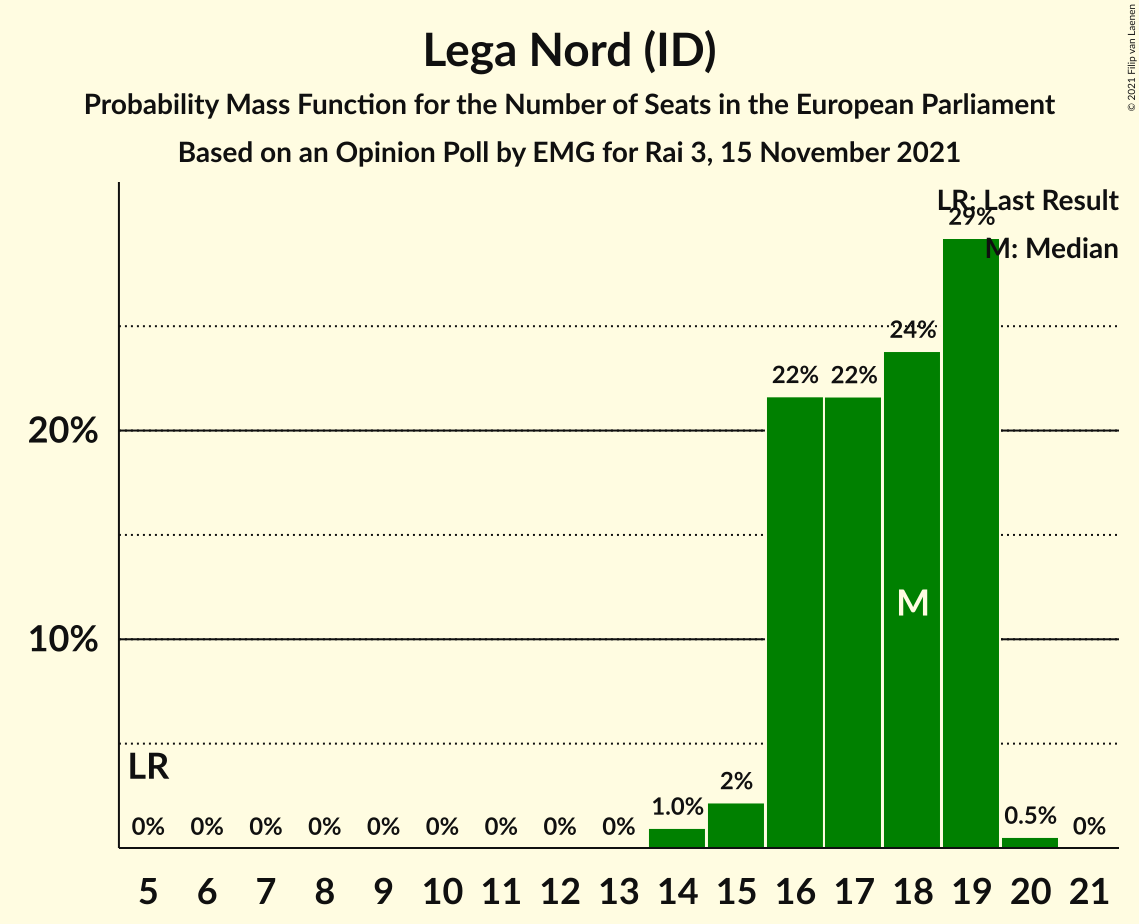 Lega Nord (ID)
Probability Mass Function for the Number of Seats in the European Parliament
Based on an Opinion Poll by EMG for Rai 3, 15 November 2021
© 2021 Filip van Laenen
LR: Last Result
M: Median
29%
24%
22% 22%
20%
M
10%
LR
0% 0% 0% 0% 0% 0% 0% 0% 0% 1.0% 2% 0.5% 0%
5 6 7 8 9 10 11 12 13 14 15 16 17 18 19 20 21